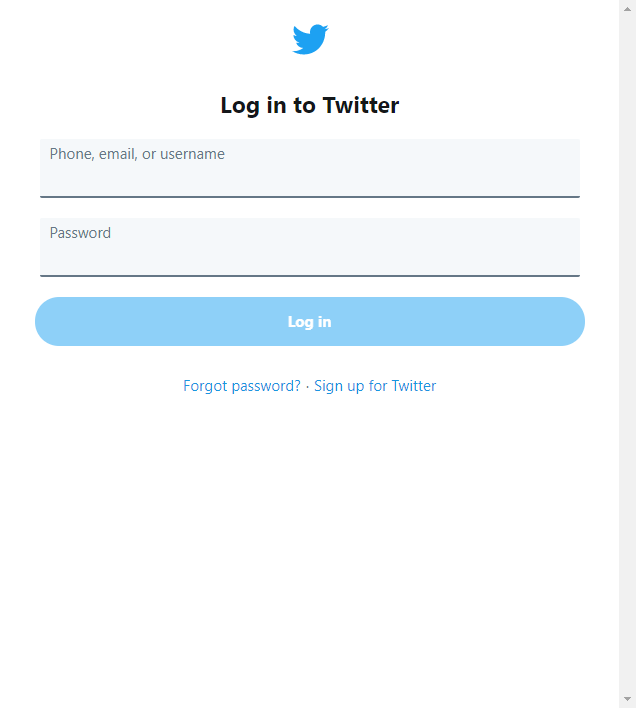 Log in to Twitter
Phone, email, or username
Password
Log in
Forgot password? · Sign up for Twitter